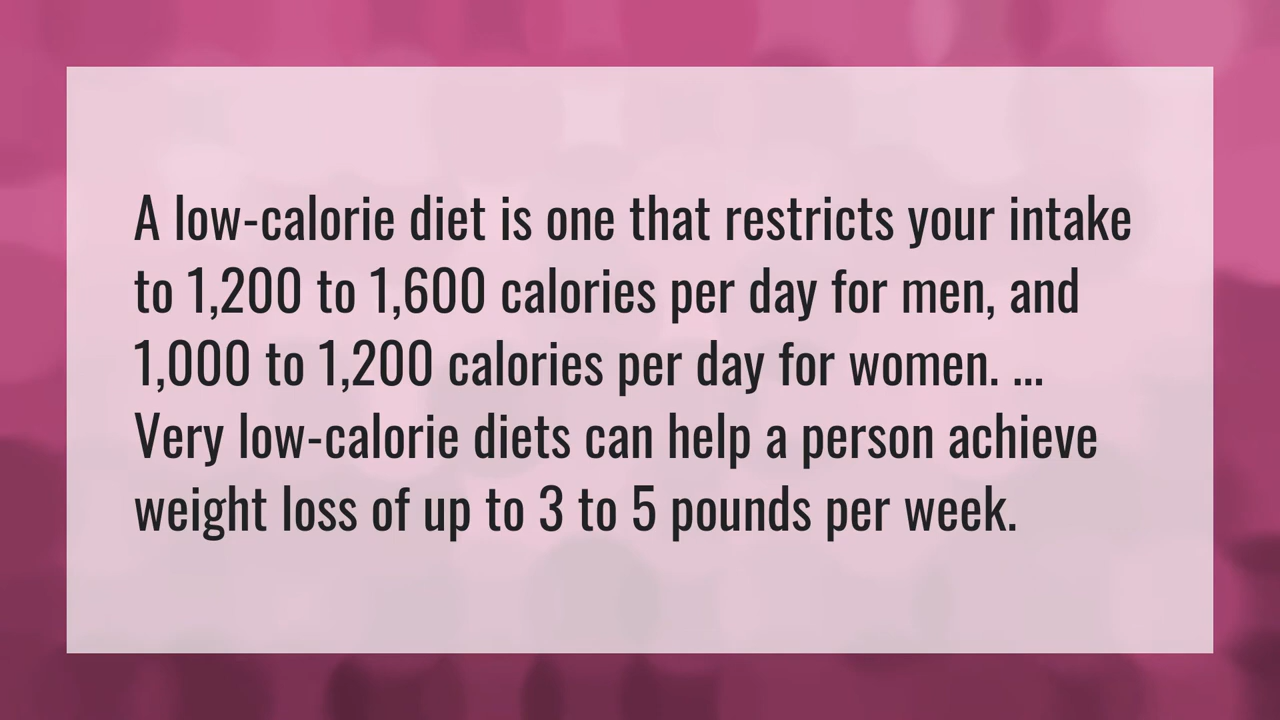 A low-calorie diet is one that restricts your intake
to 1,200 to 1,600 calories per day for men, and
1,000 to 1,200 calories per day for women. ...
Very low-calorie diets can help a person achieve
weight loss of up to 3 to 5 pounds per week.